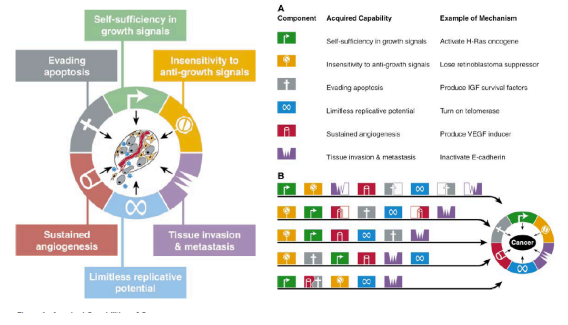 Self-sufficiency in
growth signals
Evading
apoptosis
Insensitivity to
anti-growth signals
Sustained
angiogenesis
Tissue invasion
& metastasis
Limitless replicative
potential
A
Component Acquired Capability Example of Mechanism
Self-sufficiency in growth signals Activate H-Ras oncogene
Insensitivity to anti-growth signals Lose retinoblastoma suppressor
Evading apoptosis Produce IGF survival factors
Limitless replicative potential Turn on telomerase
Sustained angiogenesis Produce VEGF inducer
Tissue invasion & metastasis Inactivate E-cadherin
B
Cancer